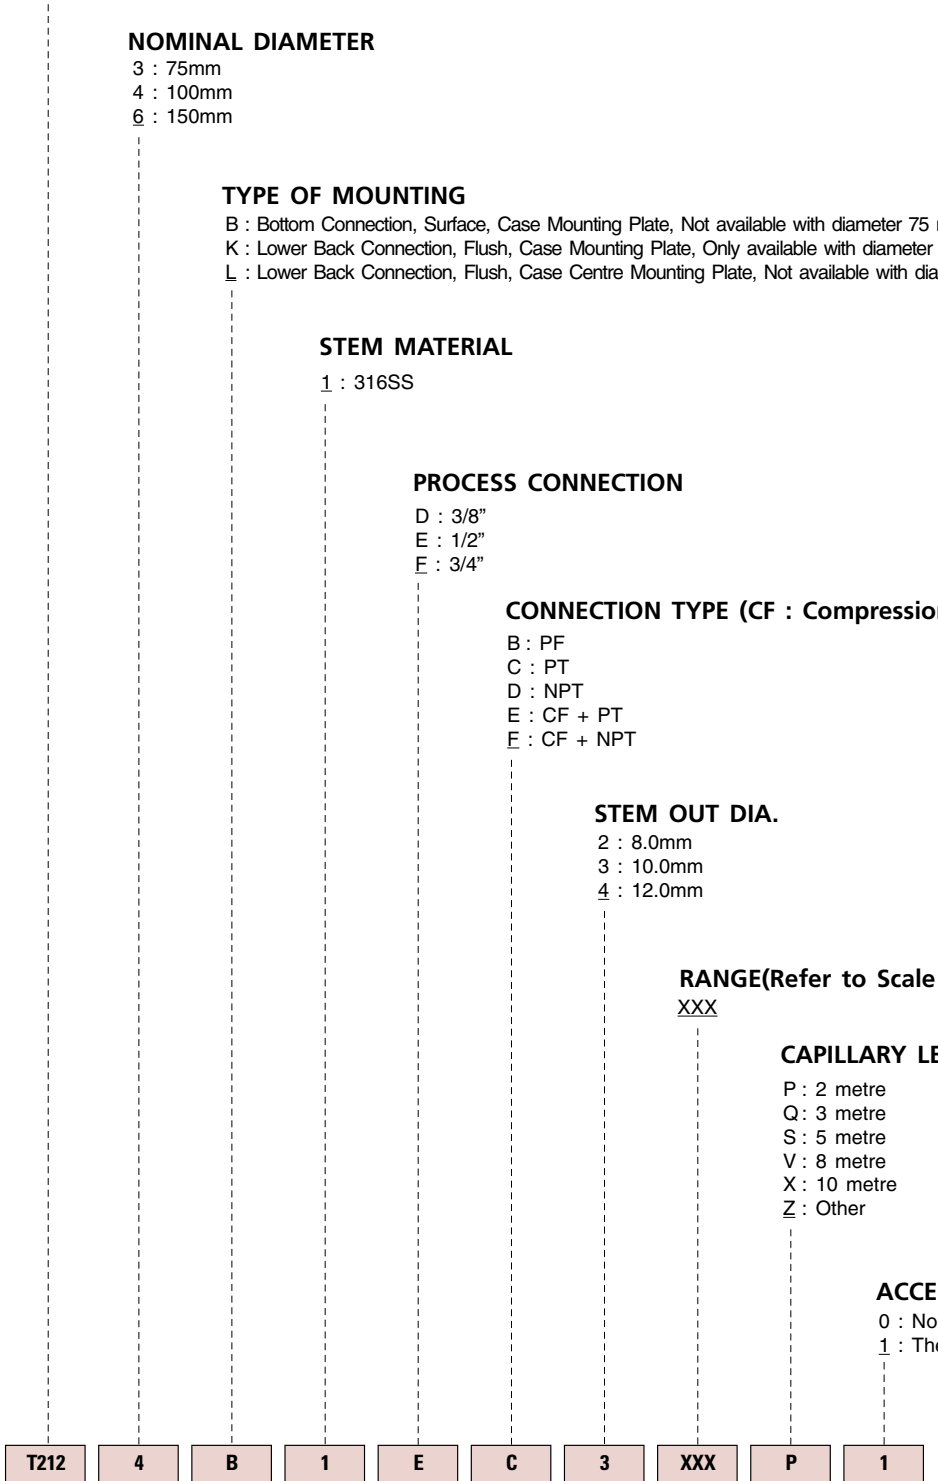 NOMINAL DIAMETER
3 : 75mm
4 : 100mm
6 : 150mm
TYPE OF MOUNTING
B : Bottom Connection, Surface, Case Mounting Plate, Not available with diameter 75
K : Lower Back Connection, Flush, Case Mounting Plate, Only available with diameter
L : Lower Back Connection, Flush, Case Centre Mounting Plate, Not available with
STEM MATERIAL
1 : 316SS
PROCESS CONNECTION
D : 3/8”
E : 1/2”
F : 3/4”
CONNECTION TYPE (CF :
B : PF
C : PT
D : NPT
E : CF + PT
F : CF + NPT
STEM OUT DIA.
2 : 8.0mm
3 : 10.0mm
4 : 12.0mm
RANGE(Refer to Scale
XXX
CAPILLARY
P : 2 metre
Q : 3 metre
S : 5 metre
V : 8 metre
X : 10 metre
Z : Other
0 :
1 :
T212 4 B 1 E C 3 XXX P 1